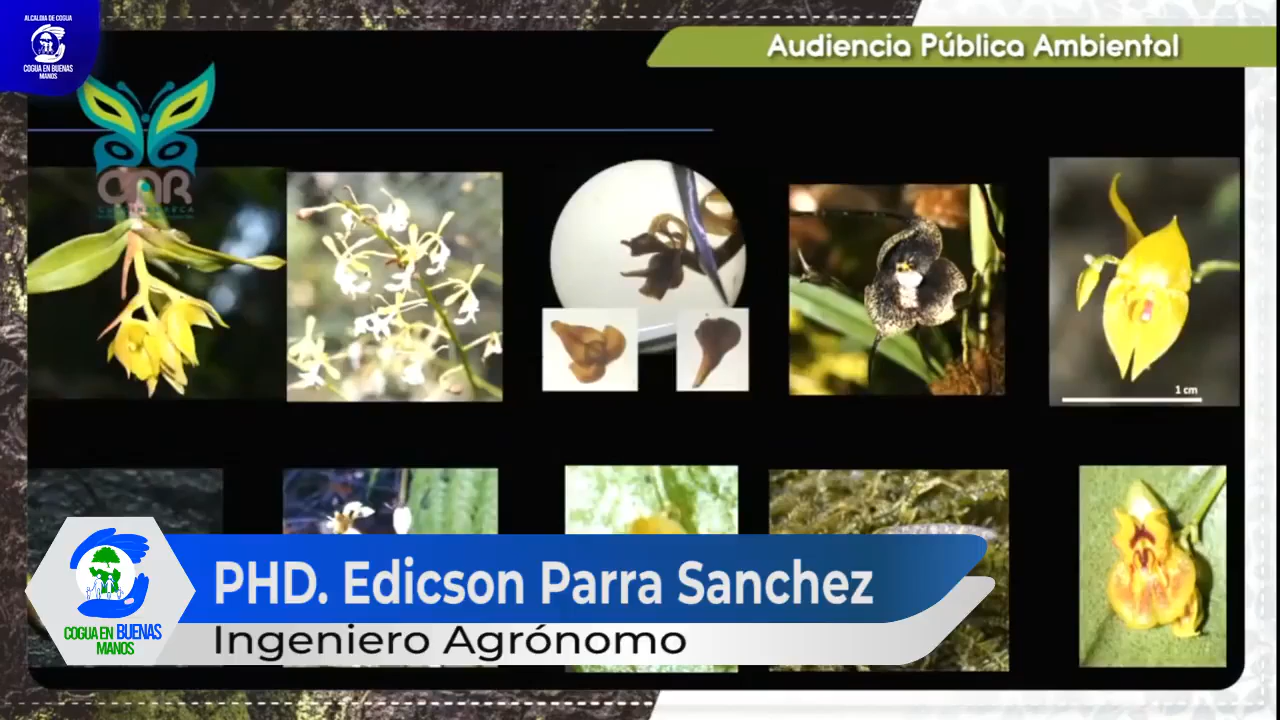 ALCALDIA DE COGUA
COGUA EN BUENAS
MANOS
Audiencia Pública Ambiental
CAR
1 cm
PHD. Edicson Parra Sanchez
Ingeniero Agrónomo
COGUA EN BUENAS
MANOS